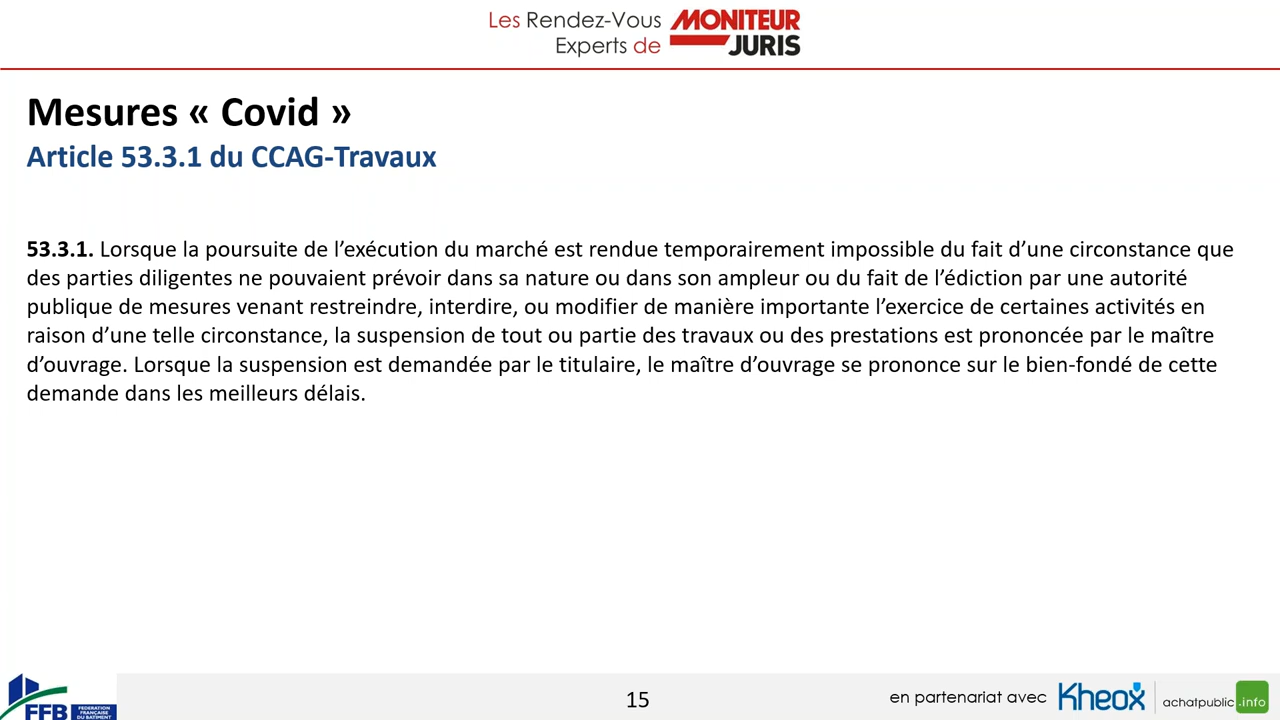 Les Rendez-Vous
Experts de
MONITEUR
JURIS
Mesures « Covid »
Article 53.3.1 du CCAG-Travaux
53.3.1. Lorsque la poursuite de l’exécution du marché est rendue temporairement impossible du fait d’une circonstance que
des parties diligentes ne pouvaient prévoir dans sa nature ou dans son ampleur ou du fait de l’édiction par une autorité
publique de mesures venant restreindre, interdire, ou modifier de manière importante l’exercice de certaines activités en
raison d’une telle circonstance, la suspension de tout ou partie des travaux ou des prestations est prononcée par le maître
d’ouvrage. Lorsque la suspension est demandée par le titulaire, le maître d’ouvrage se prononce sur le bien-fondé de cette
demande dans les meilleurs délais.
FFB
FEDERATION
FRANÇAISE
DU BÂTIMENT
15
en partenariat avec
Kheox
achatpublic.info